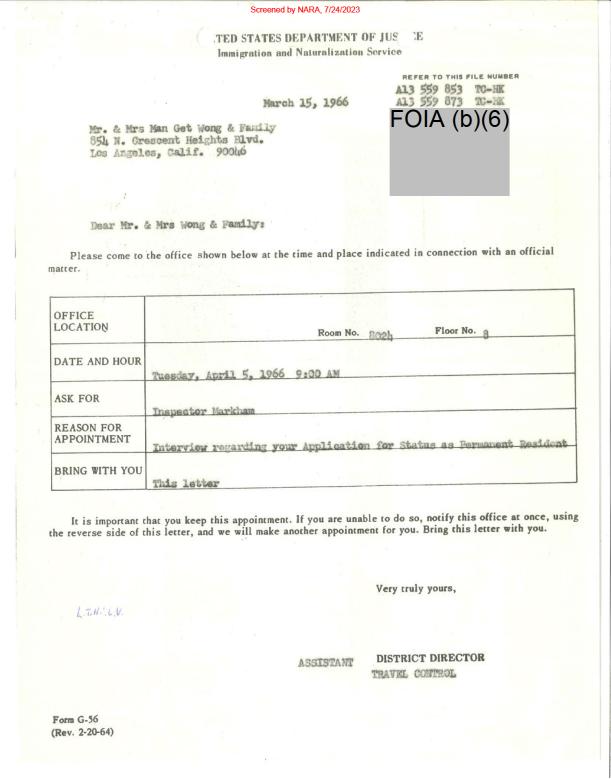 Screened by NARA, 7/24/2023
TED STATES DEPARTMENT OF JUS E
Immigration and Naturalization Service
REFER TO THIS FILE NUMBER
A13 559 853 TC-HK
March 15, 1966 A13 559 873 TC-HK
FOIA (b)(6)
Mr. & Mrs Man Get Wong & Family
854 N. Crescent Heights Blvd.
Los Angeles, Calif. 90046
Dear Mr. & Mrs Wong & Family:
Please come to the office shown below at the time and place indicated in connection with an official
matter.
OFFICE
LOCATION
Room No. 8024 Floor No. 8
DATE AND HOUR
Tuesday, April 5, 1966 9:00 AM
ASK FOR
Inspector Markham
REASON FOR
APPOINTMENT
Interview regarding your Application for Status as Permanent Resident
BRING WITH YOU
This letter
It is important that you keep this appointment. If you are unable to do so, notify this office at once, using
the reverse side of this letter, and we will make another appointment for you. Bring this letter with you.
Very truly yours,
ASSISTANT DISTRICT DIRECTOR
TRAVEL CONTROL
Form G-56
(Rev. 2-20-64)